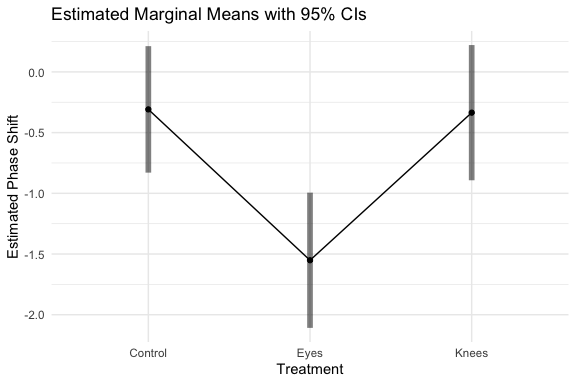 Estimated Marginal Means with 95% CIs
Estimated Phase Shift
0.0
-0.5
-1.0
-1.5
-2.0
Control Eyes Knees
Treatment